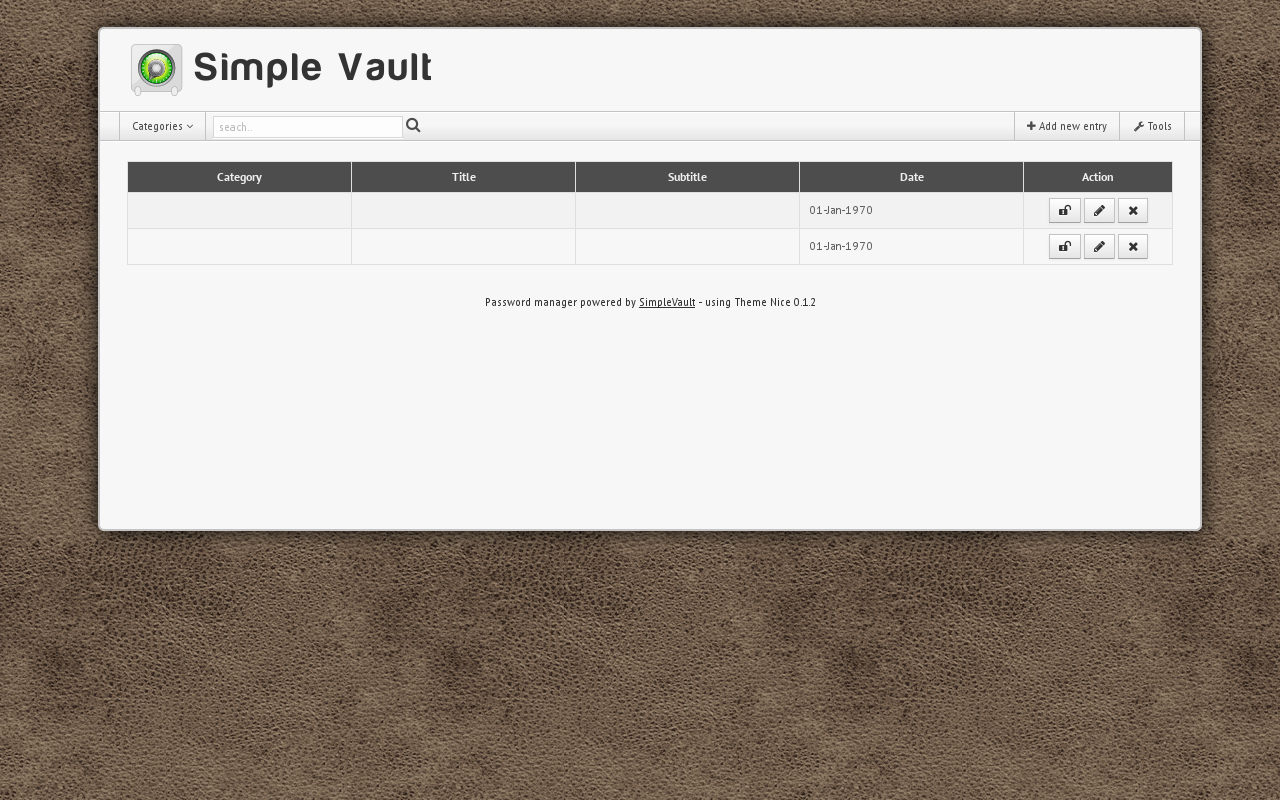 Simple Vault
Categories
seach..
Add new entry
Tools
Category Title Subtitle Date Action
01-Jan-1970
01-Jan-1970
Password manager powered by SimpleVault - using Theme Nice 0.1.2